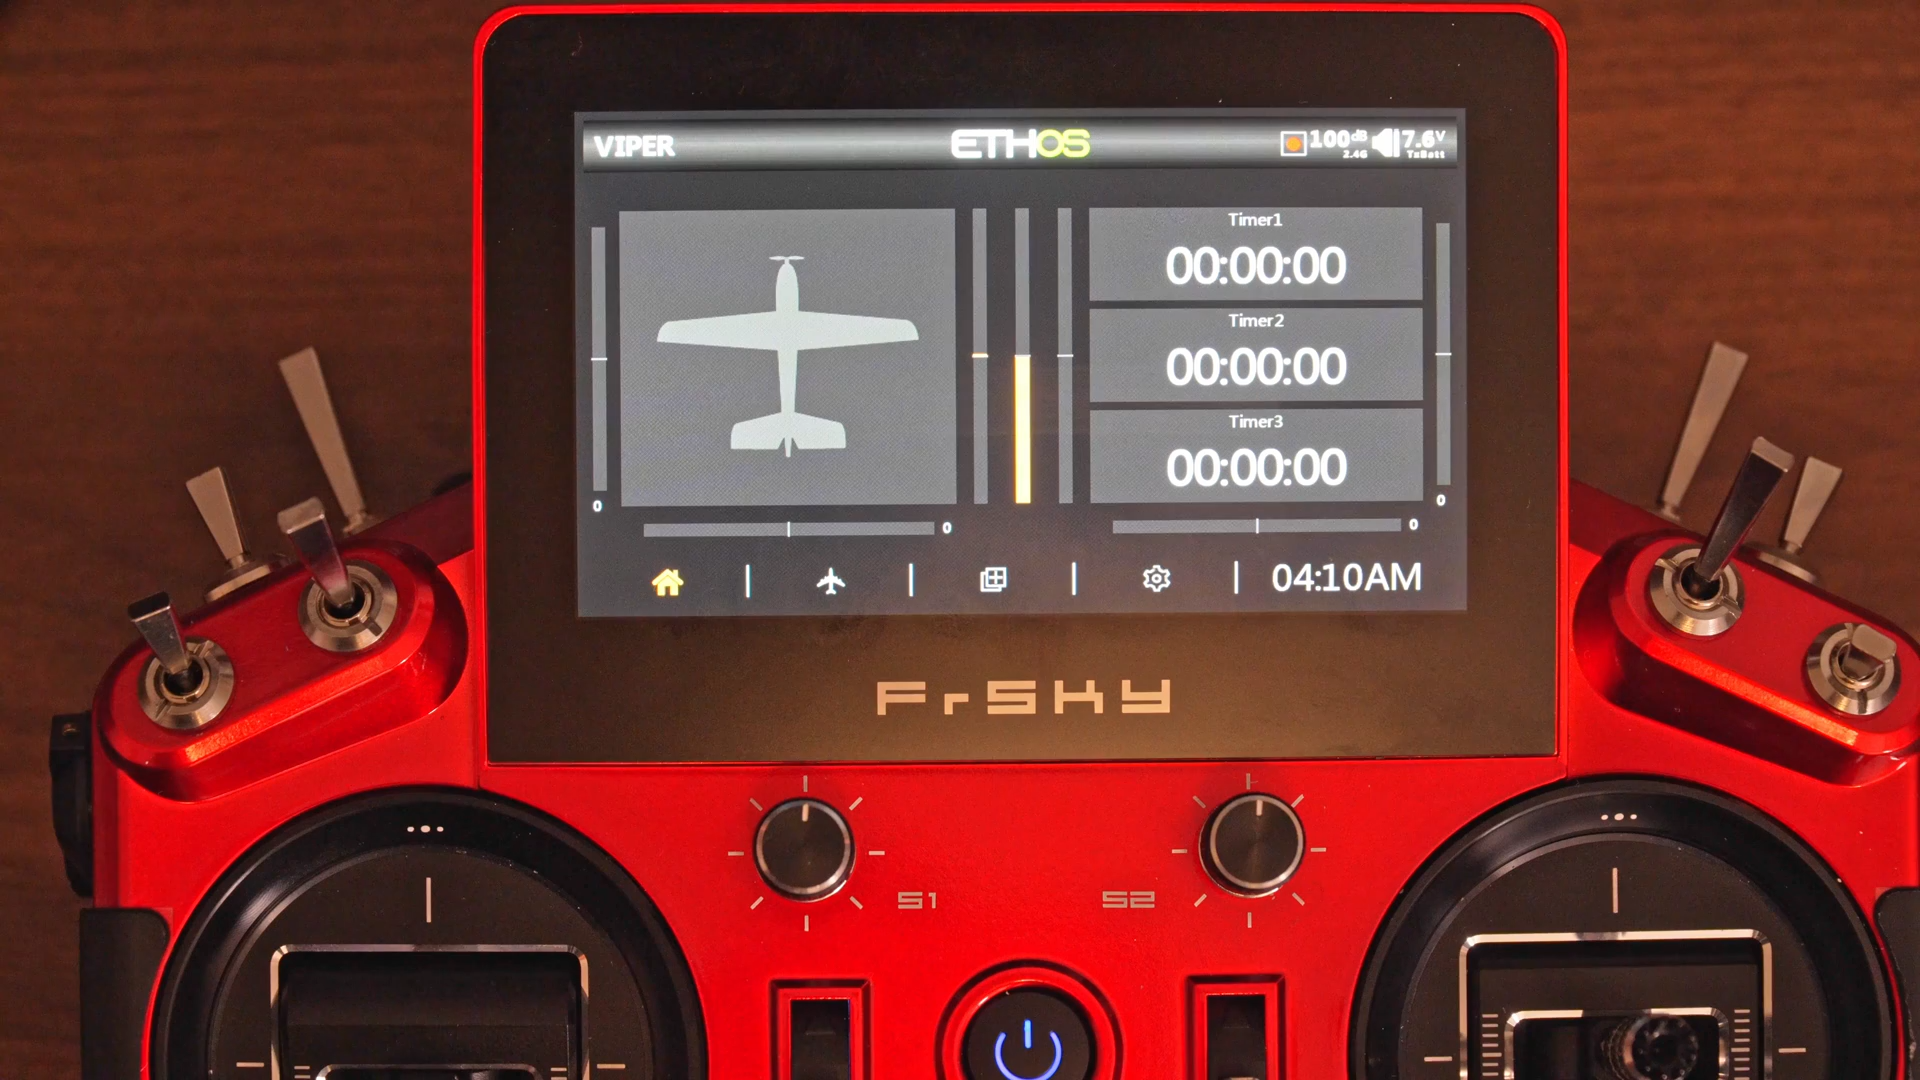 VIPER
ETHOS
100dB
2.4G
7.6V
TxBatt
Timer1
00:00:00
Timer2
00:00:00
Timer3
00:00:00
0
0
0
0
04:10AM
FrSKY
S1
S2